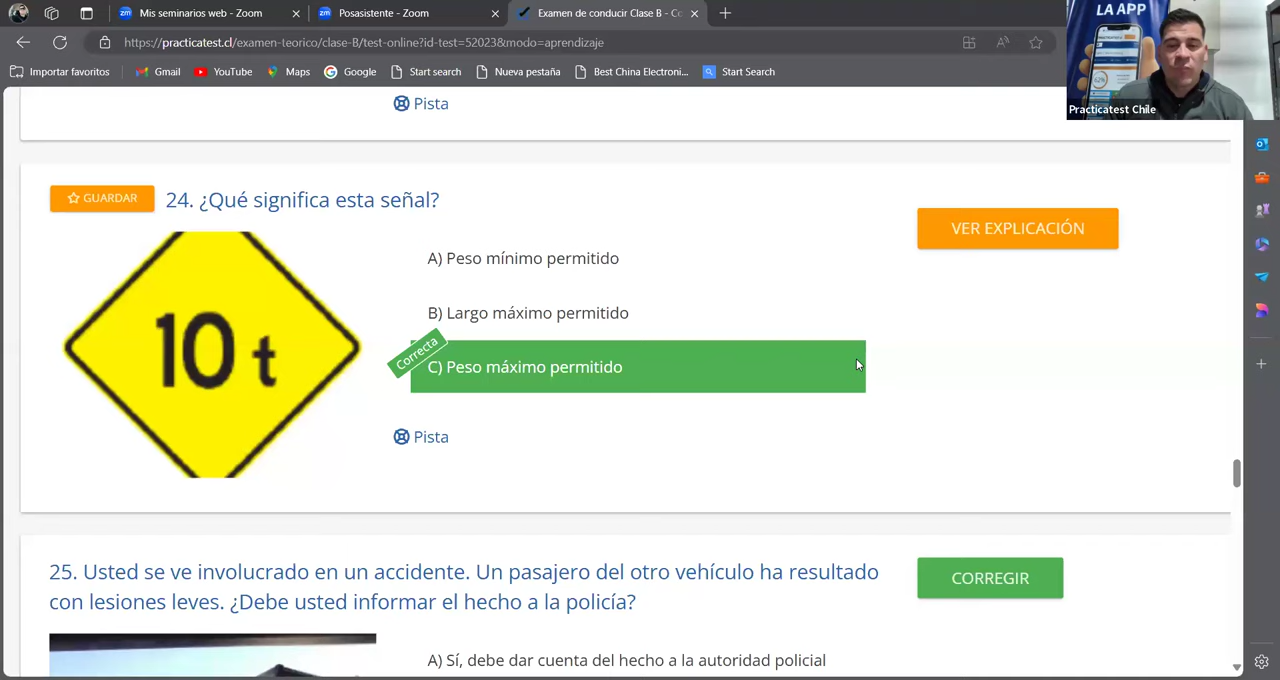 Mis seminarios web - Zoom
Posasistente - Zoom
Examen de conducir Clase B - Co
https://practicatest.cl/examen-teorico/clase-B/test-online?id-test=52023&modo=aprendizaje
Importar favoritos
Gmail
YouTube
Maps
Google
Start search
Nueva pestaña
Best China Electroni...
Start Search
LA APP
Practicatest Chile
Pista
GUARDAR
24. ¿Qué significa esta señal?
VER EXPLICACIÓN
10 t
A) Peso mínimo permitido
B) Largo máximo permitido
Correcta
C) Peso máximo permitido
Pista
25. Usted se ve involucrado en un accidente. Un pasajero del otro vehículo ha resultado
con lesiones leves. ¿Debe usted informar el hecho a la policía?
CORREGIR
A) Sí, debe dar cuenta del hecho a la autoridad policial